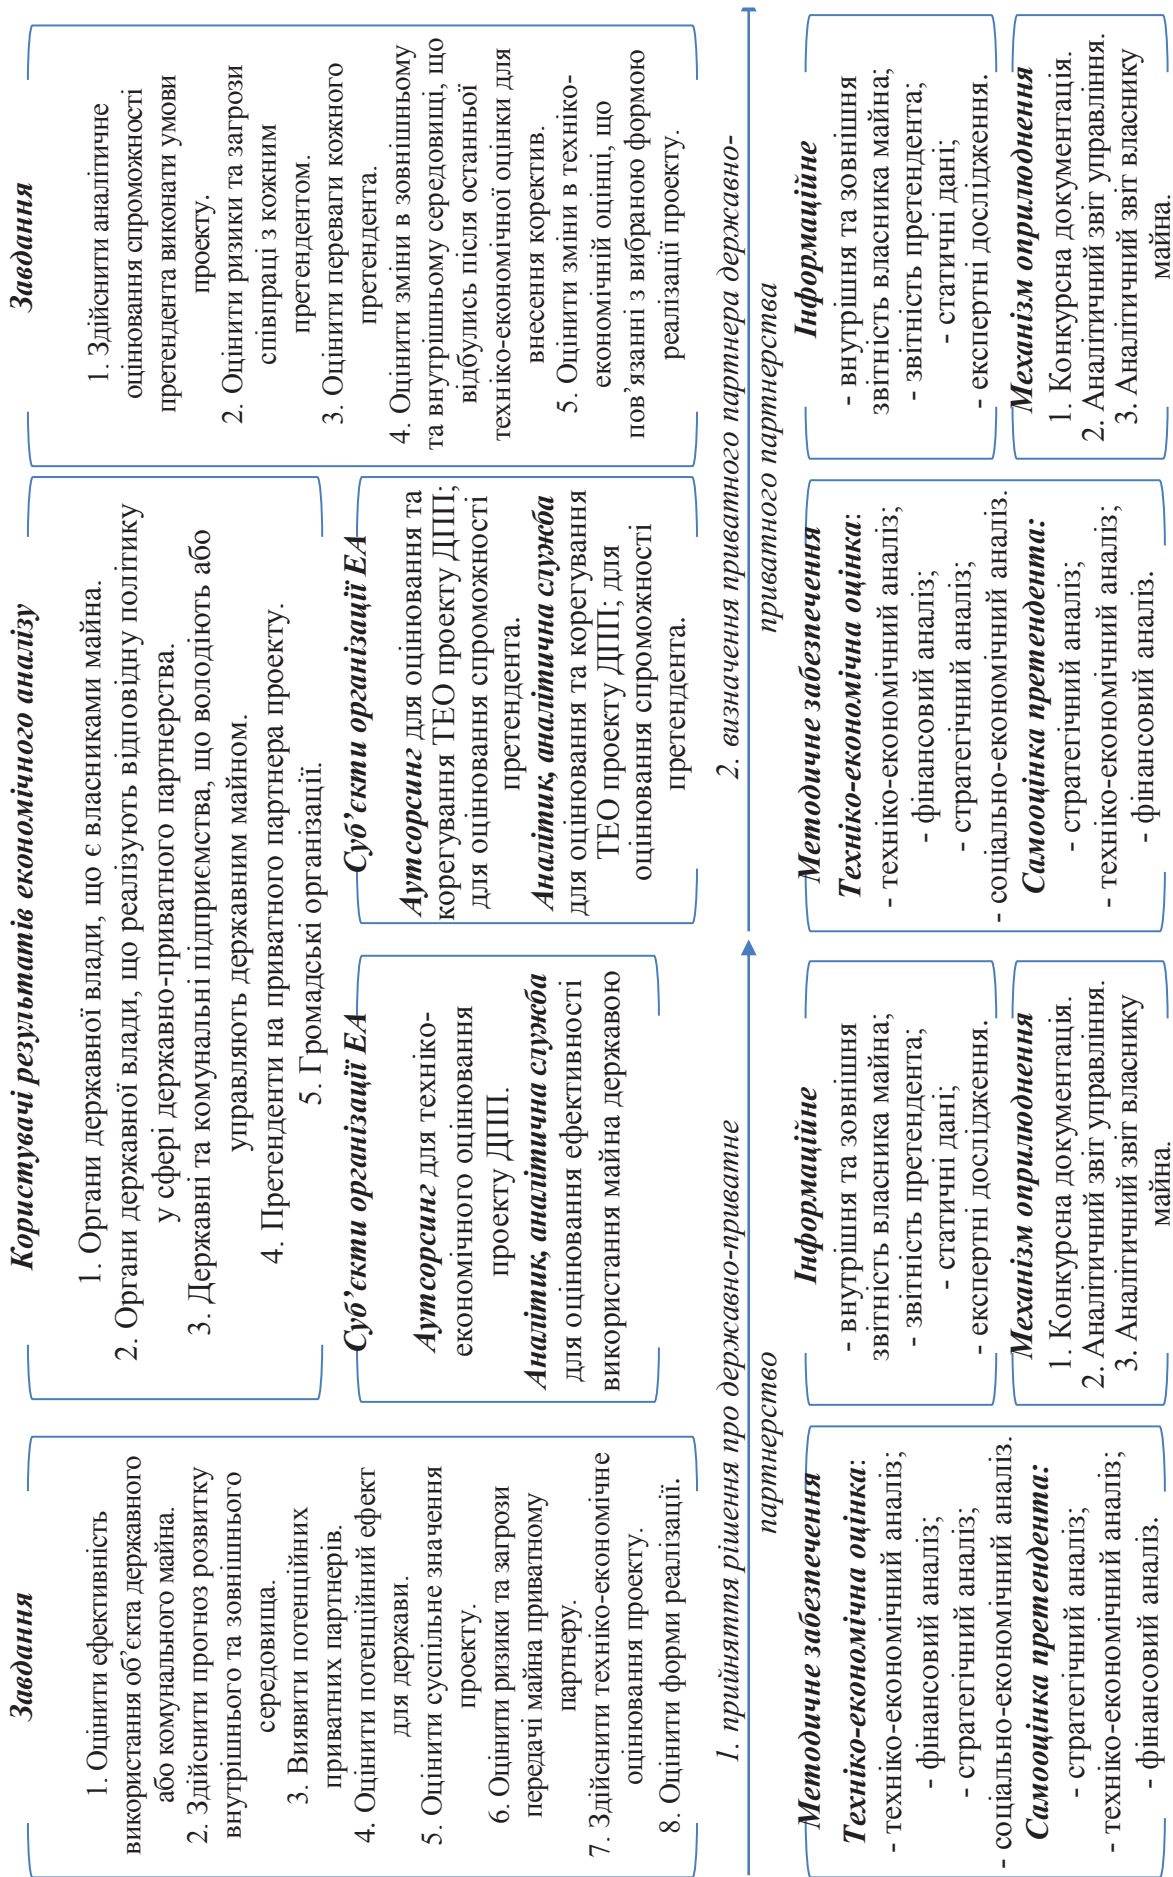 Завдання
1. Оцінити ефективність
використання об’єкта державного
або комунального майна.
2. Здійснити прогноз розвитку
внутрішнього та зовнішнього
середовища.
3. Виявити потенційних
приватних партнерів.
4. Оцінити потенційний ефект
для держави.
5. Оцінити суспільне значення
проекту.
6. Оцінити ризики та загрози
передачі майна приватному
партнеру.
7. Здійснити техніко-економічне
оцінювання проекту.
8. Оцінити форми реалізації.
Користувачі результатів економічного аналізу
1. Органи державної влади, що є власниками майна.
2. Органи державної влади, що реалізують відповідну політику
у сфері державно-приватного партнерства.
3. Державні та комунальні підприємства, що володіють або
управляють державним майном.
4. Претенденти на приватного партнера проекту.
5. Громадські організації.
Суб’єкти організації ЕА
Аутсорсинг для техніко-
економічного оцінювання
проекту ДПП.
Аналітик, аналітична служба
для оцінювання ефективності
використання майна державою
Суб’єкти організації ЕА
Аутсорсинг для оцінювання та
корегування ТЕО проекту ДПП;
для оцінювання спроможності
претендента.
Аналітик, аналітична служба
для оцінювання та корегування
ТЕО проекту ДПП; для
оцінювання спроможності
претендента.
Завдання
1. Здійснити аналітичне
оцінювання спроможності
претендента виконати умови
проекту.
2. Оцінити ризики та загрози
співпраці з кожним
претендентом.
3. Оцінити переваги кожного
претендента.
4. Оцінити зміни в зовнішньому
та внутрішньому середовищі, що
відбулись після останньої
техніко-економічної оцінки для
внесення коректив.
5. Оцінити зміни в техніко-
економічній оцінці, що
пов’язанні з вибраною формою
реалізації проекту.
1. прийняття рішення про державно-приватне
партнерство
2. визначення приватного партнера державно-
приватного партнерства
Методичне забезпечення
Техніко-економічна оцінка:
- техніко-економічний аналіз;
- фінансовий аналіз;
- стратегічний аналіз;
- соціально-економічний аналіз.
Самооцінка претендента:
- стратегічний аналіз;
- техніко-економічний аналіз;
- фінансовий аналіз.
Інформаційне
- внутрішня та зовнішня
звітність власника майна;
- звітність претендента;
- статичні дані;
- експертні дослідження.
Механізм оприлюднення
1. Конкурсна документація.
2. Аналітичний звіт управління.
3. Аналітичний звіт власнику
майна.
Методичне забезпечення
Техніко-економічна оцінка:
- техніко-економічний аналіз;
- фінансовий аналіз;
- стратегічний аналіз;
- соціально-економічний аналіз.
Самооцінка претендента:
- стратегічний аналіз;
- техніко-економічний аналіз;
- фінансовий аналіз.
Інформаційне
- внутрішня та зовнішня
звітність власника майна;
- звітність претендента;
- статичні дані;
- експертні дослідження.
Механізм оприлюднення
1. Конкурсна документація.
2. Аналітичний звіт управління.
3. Аналітичний звіт власнику
майна.